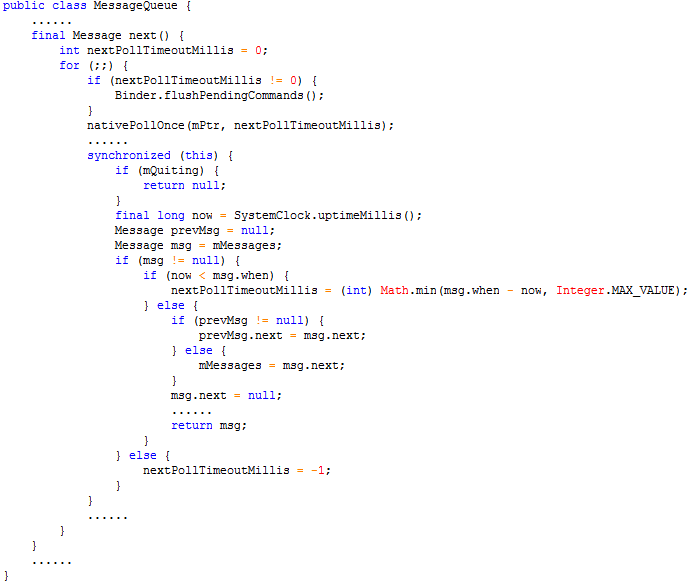 public class MessageQueue {
    ......
    final Message next() {
        int nextPollTimeoutMillis = 0;
        for (;;) {
            if (nextPollTimeoutMillis != 0) {
                Binder.flushPendingCommands();
            }
            nativePollOnce(mPtr, nextPollTimeoutMillis);
            ......
            synchronized (this) {
                if (mQuiting) {
                    return null;
                }
                final long now = SystemClock.uptimeMillis();
                Message prevMsg = null;
                Message msg = mMessages;
                if (msg != null) {
                    if (now < msg.when) {
                        nextPollTimeoutMillis = (int) Math.min(msg.when - now, Integer.MAX_VALUE);
                    } else {
                        if (prevMsg != null) {
                            prevMsg.next = msg.next;
                        } else {
                            mMessages = msg.next;
                        }
                        msg.next = null;
                        ......
                        return msg;
                    }
                } else {
                    nextPollTimeoutMillis = -1;
                }
            }
            ......
        }
    }
    ......
}